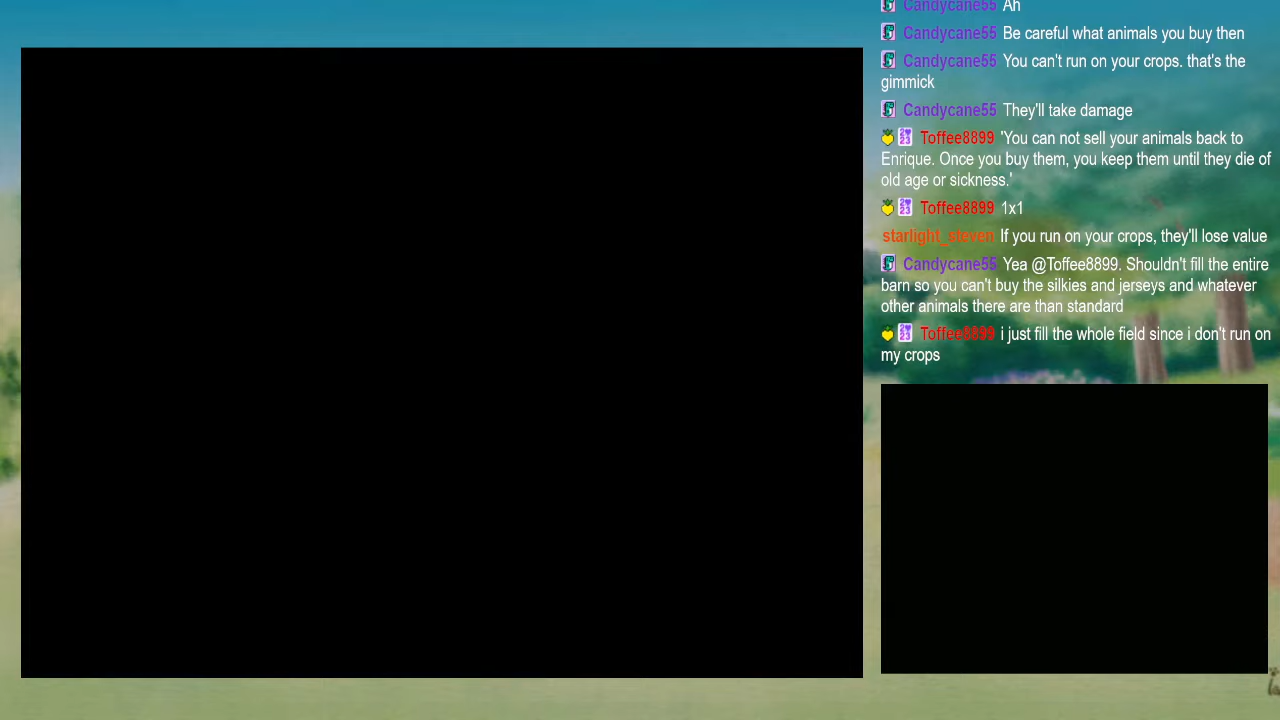 Candycane55 Ah
Candycane55 Be careful what animals you buy then
Candycane55 You can't run on your crops. that's the
gimmick
Candycane55 They'll take damage
Toffee8899 'You can not sell your animals back to
Enrique. Once you buy them, you keep them until they die of
old age or sickness.'
Toffee8899 1x1
starlight_steven If you run on your crops, they'll lose value
Candycane55 Yea @Toffee8899. Shouldn't fill the entire
barn so you can't buy the silkies and jerseys and whatever
other animals there are than standard
Toffee8899 i just fill the whole field since i don't run on
my crops